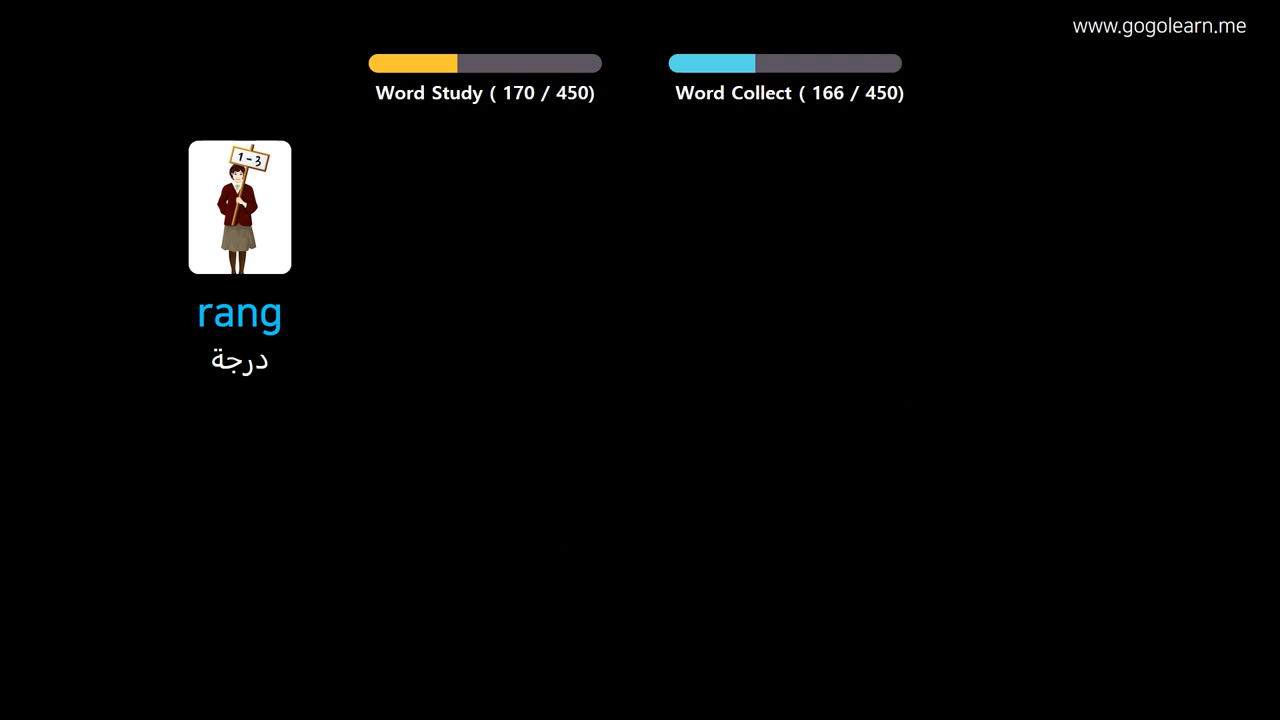 www.gogolearn.me
Word Study ( 170 / 450)
Word Collect ( 166 / 450)
1-3
rang
درجة